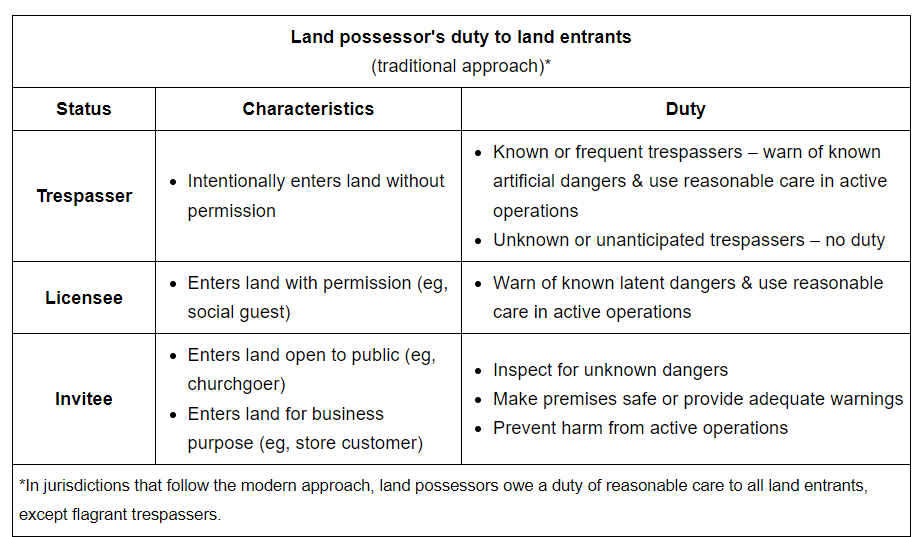 Land possessor's duty to land entrants
(traditional approach)*
Status
Characteristics
Duty
Trespasser
• Intentionally enters land without
permission
• Known or frequent trespassers – warn of known
artificial dangers & use reasonable care in active
operations
• Unknown or unanticipated trespassers – no duty
Licensee
• Enters land with permission (eg,
social guest)
• Warn of known latent dangers & use reasonable
care in active operations
Invitee
• Enters land open to public (eg,
churchgoer)
• Enters land for business
purpose (eg, store customer)
• Inspect for unknown dangers
• Make premises safe or provide adequate warnings
• Prevent harm from active operations
*In jurisdictions that follow the modern approach, land possessors owe a duty of reasonable care to all land entrants,
except flagrant trespassers.